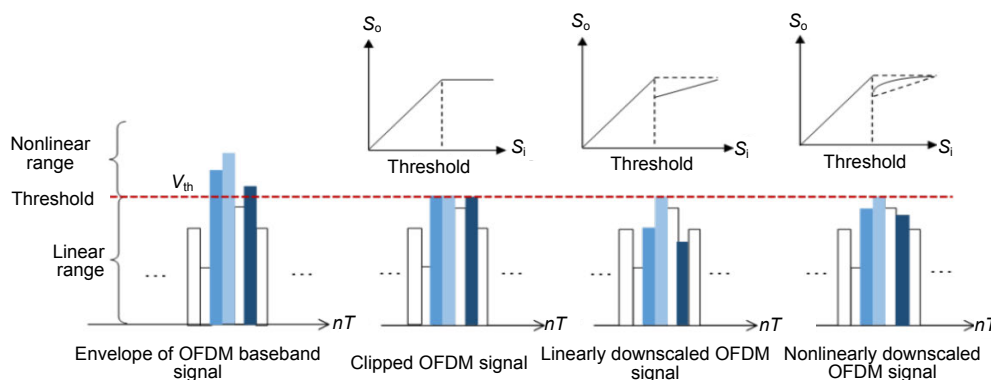 So
So
So
Si
Si
Si
Threshold
Threshold
Threshold
Nonlinear
range
Vth
Threshold
Linear
range
...
...
...
...
...
...
...
...
nT
nT
nT
nT
Envelope of OFDM baseband
signal
Clipped OFDM signal
Linearly downscaled OFDM
signal
Nonlinearly downscaled
OFDM signal